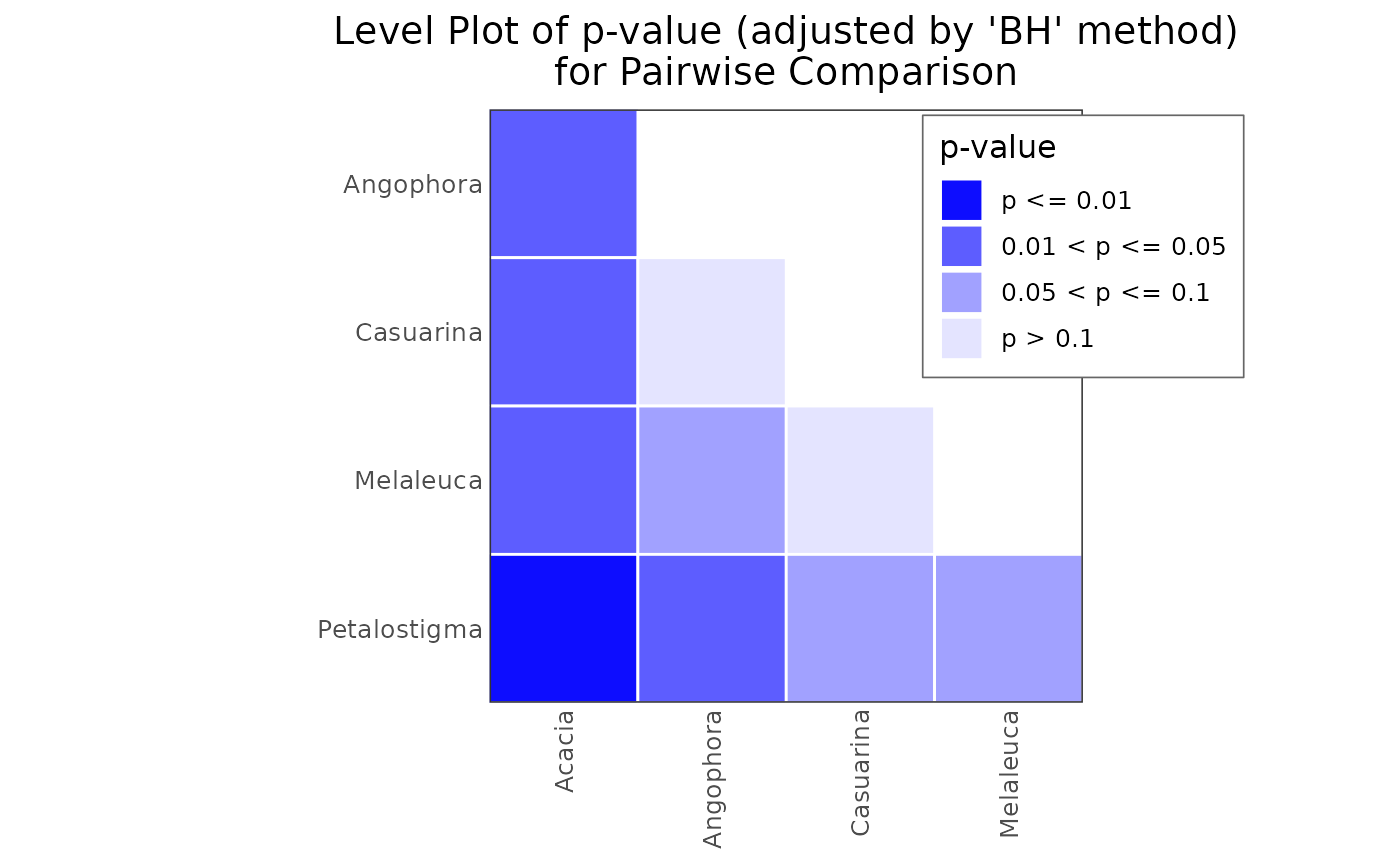 Level Plot of p-value (adjusted by 'BH' method)
for Pairwise Comparison
p-value
p <= 0.01
0.01 < p <= 0.05
0.05 < p <= 0.1
p > 0.1
Angophora
Casuarina
Melaleuca
Petalostigma
Acacia
Angophora
Casuarina
Melaleuca